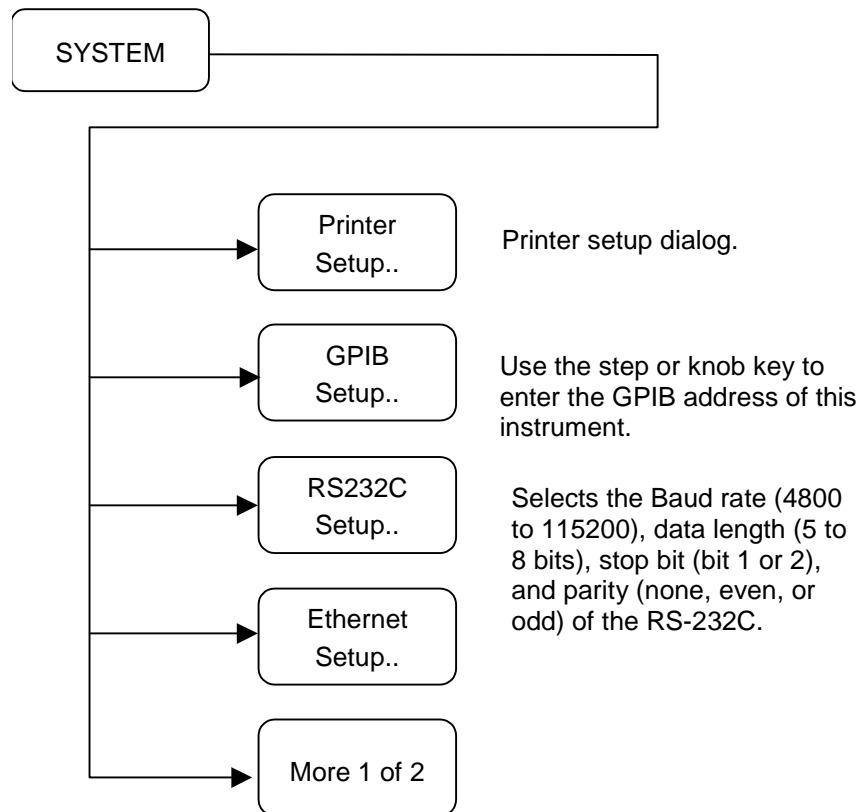 SYSTEM
Printer
Setup..
Printer setup dialog.
GPIB
Setup..
Use the step or knob key to
enter the GPIB address of this
instrument.
RS232C
Setup..
Selects the Baud rate (4800
to 115200), data length (5 to
8 bits), stop bit (bit 1 or 2),
and parity (none, even, or
odd) of the RS-232C.
Ethernet
Setup..
More 1 of 2